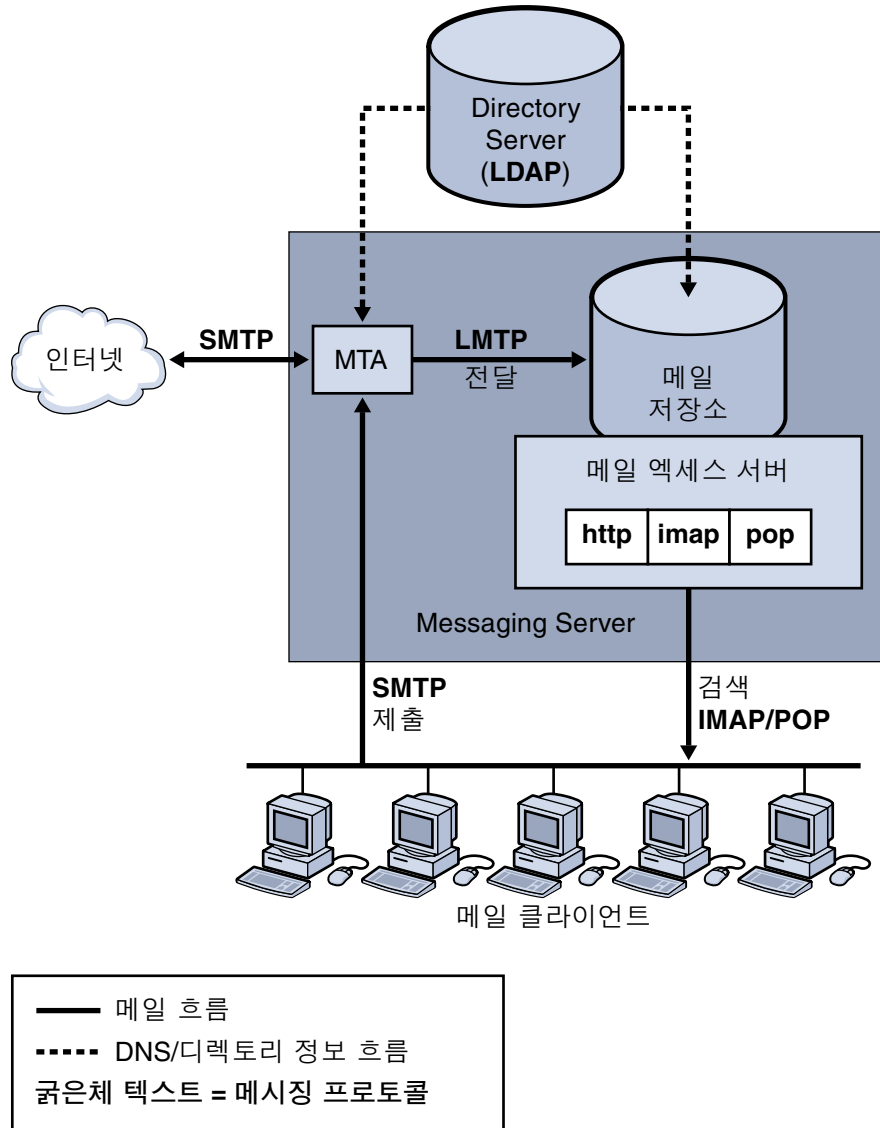 Directory
Server
(LDAP)
인터넷
SMTP
MTA
LMTP
전달
메일
저장소
메일 엑세스 서버
http imap pop
Messaging Server
SMTP
제출
검색
IMAP/POP
메일 클라이언트
메일 흐름
DNS/디렉토리 정보 흐름
굵은체 텍스트 = 메시징 프로토콜